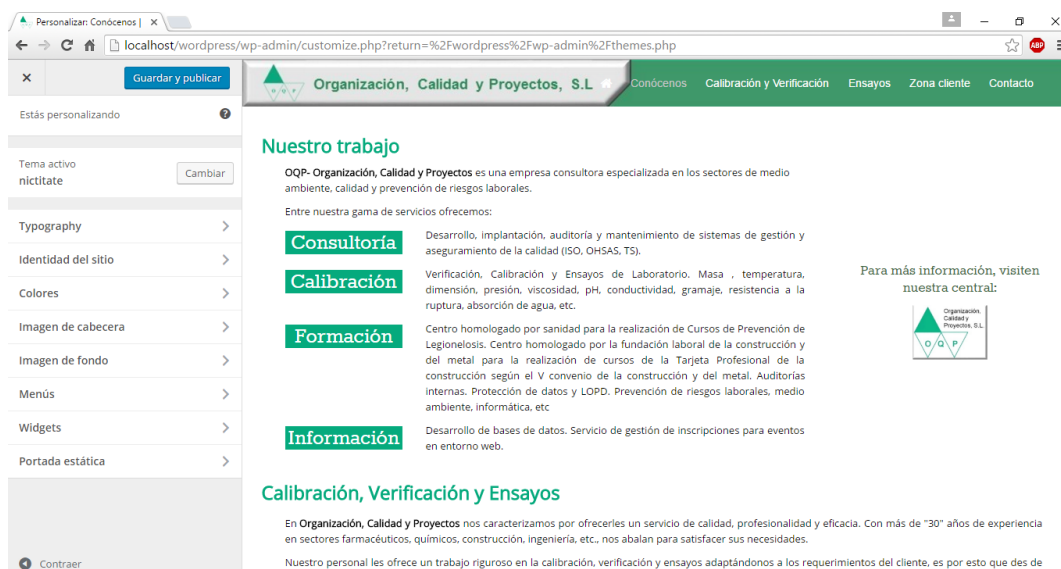 Personalizar: Conócenos |
localhost/wordpress/wp-admin/customize.php?return=%2Fwordpress%2Fwp-admin%2Fthemes.php
ABP
Guardar y publicar
Estás personalizando
Tema activo
nictitate
Cambiar
Typography
Identidad del sitio
Colores
Imagen de cabecera
Imagen de fondo
Menús
Widgets
Portada estática
Contraer
O Q P
Organización, Calidad y Proyectos, S.L
Conócenos
Calibración y Verificación
Ensayos
Zona cliente
Contacto
Nuestro trabajo
OQP- Organización, Calidad y Proyectos es una empresa consultora especializada en los sectores de medio
ambiente, calidad y prevención de riesgos laborales.
Entre nuestra gama de servicios ofrecemos:
Consultoría
Desarrollo, implantación, auditoría y mantenimiento de sistemas de gestión y
aseguramiento de la calidad (ISO, OHSAS, TS).
Calibración
Verificación, Calibración y Ensayos de Laboratorio. Masa , temperatura,
dimensión, presión, viscosidad, pH, conductividad, gramaje, resistencia a la
ruptura, absorción de agua, etc.
Formación
Centro homologado por sanidad para la realización de Cursos de Prevención de
Legionelosis. Centro homologado por la fundación laboral de la construcción y
del metal para la realización de cursos de la Tarjeta Profesional de la
construcción según el V convenio de la construcción y del metal. Auditorías
internas. Protección de datos y LOPD. Prevención de riesgos laborales, medio
ambiente, informática, etc
Información
Desarrollo de bases de datos. Servicio de gestión de inscripciones para eventos
en entorno web.
Para más información, visiten
nuestra central:
Organización,
Calidad y
Proyectos, S.L
O Q P
Calibración, Verificación y Ensayos
En Organización, Calidad y Proyectos nos caracterizamos por ofrecerles un servicio de calidad, profesionalidad y eficacia. Con más de "30" años de experiencia
en sectores farmacéuticos, químicos, construcción, ingeniería, etc., nos abalan para satisfacer sus necesidades.
Nuestro personal les ofrece un trabajo riguroso en la calibración, verificación y ensayos adaptándonos a los requerimientos del cliente, es por esto que des de